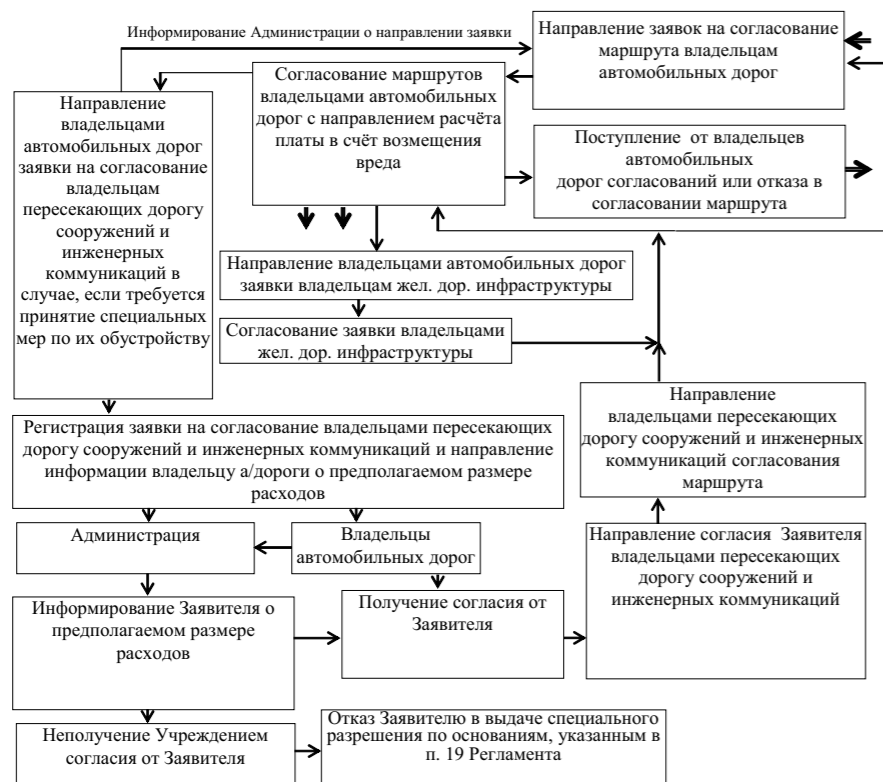 Информирование Администрации о направлении заявки
Направление заявок на согласование
маршрута владельцам
автомобильных дорог
Согласование маршрутов
владельцами автомобильных
дорог с направлением расчёта
платы в счёт возмещения
вреда
Направление
владельцами
автомобильных дорог
заявки на согласование
владельцам
пересекающих дорогу
сооружений и
инженерных
коммуникаций в
случае, если требуется
принятие специальных
мер по их обустройству
Поступление от владельцев
автомобильных
дорог согласований или отказа в
согласовании маршрута
Направление владельцами автомобильных дорог
заявки владельцам жел. дор. инфраструктуры
Согласование заявки владельцами
жел. дор. инфраструктуры
Направление
владельцами пересекающих
дорогу сооружений и инженерных
коммуникаций согласования
маршрута
Регистрация заявки на согласование владельцами пересекающих
дорогу сооружений и инженерных коммуникаций и направление
информации владельцу а/дороги о предполагаемом размере
расходов
Администрация
Владельцы
автомобильных дорог
Направление согласия Заявителя
владельцами пересекающих
дорогу сооружений и
инженерных коммуникаций
Информирование Заявителя о
предполагаемом размере
расходов
Получение согласия от
Заявителя
Неполучение Учреждением
согласия от Заявителя
Отказ Заявителю в выдаче специального
разрешения по основаниям, указанным в
п. 19 Регламента